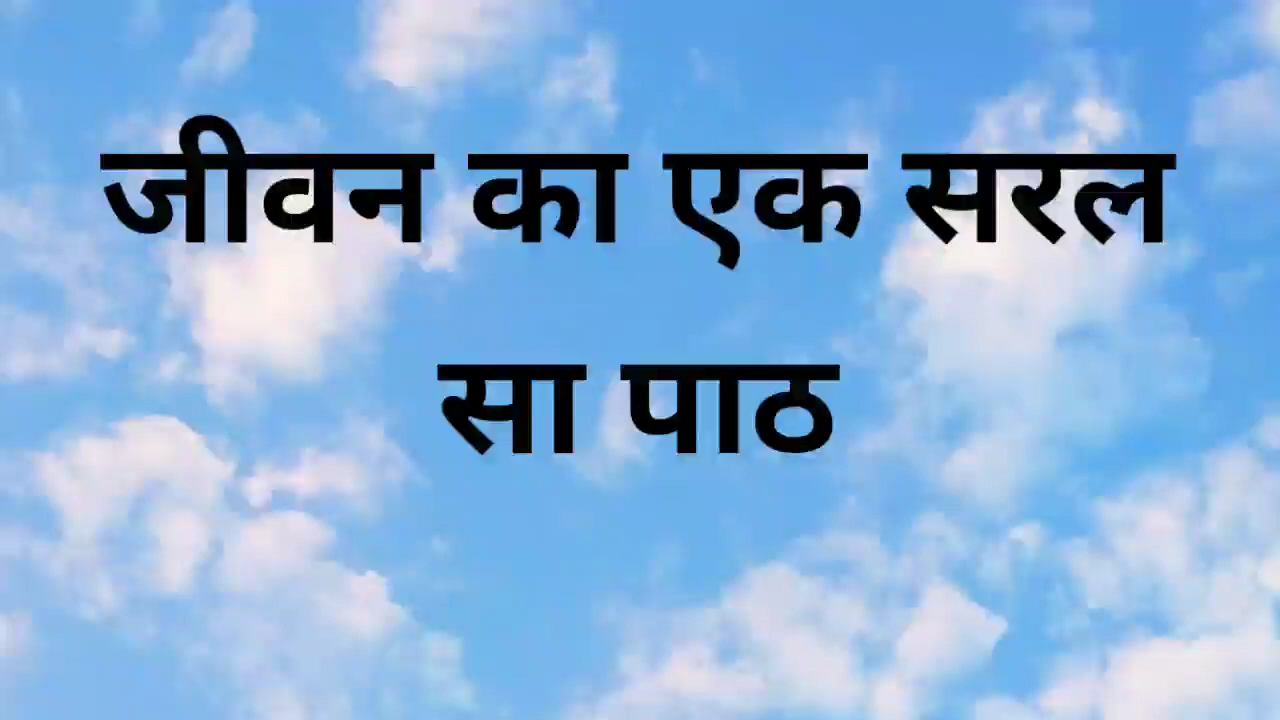 जीवन का एक सरल
सा पाठ